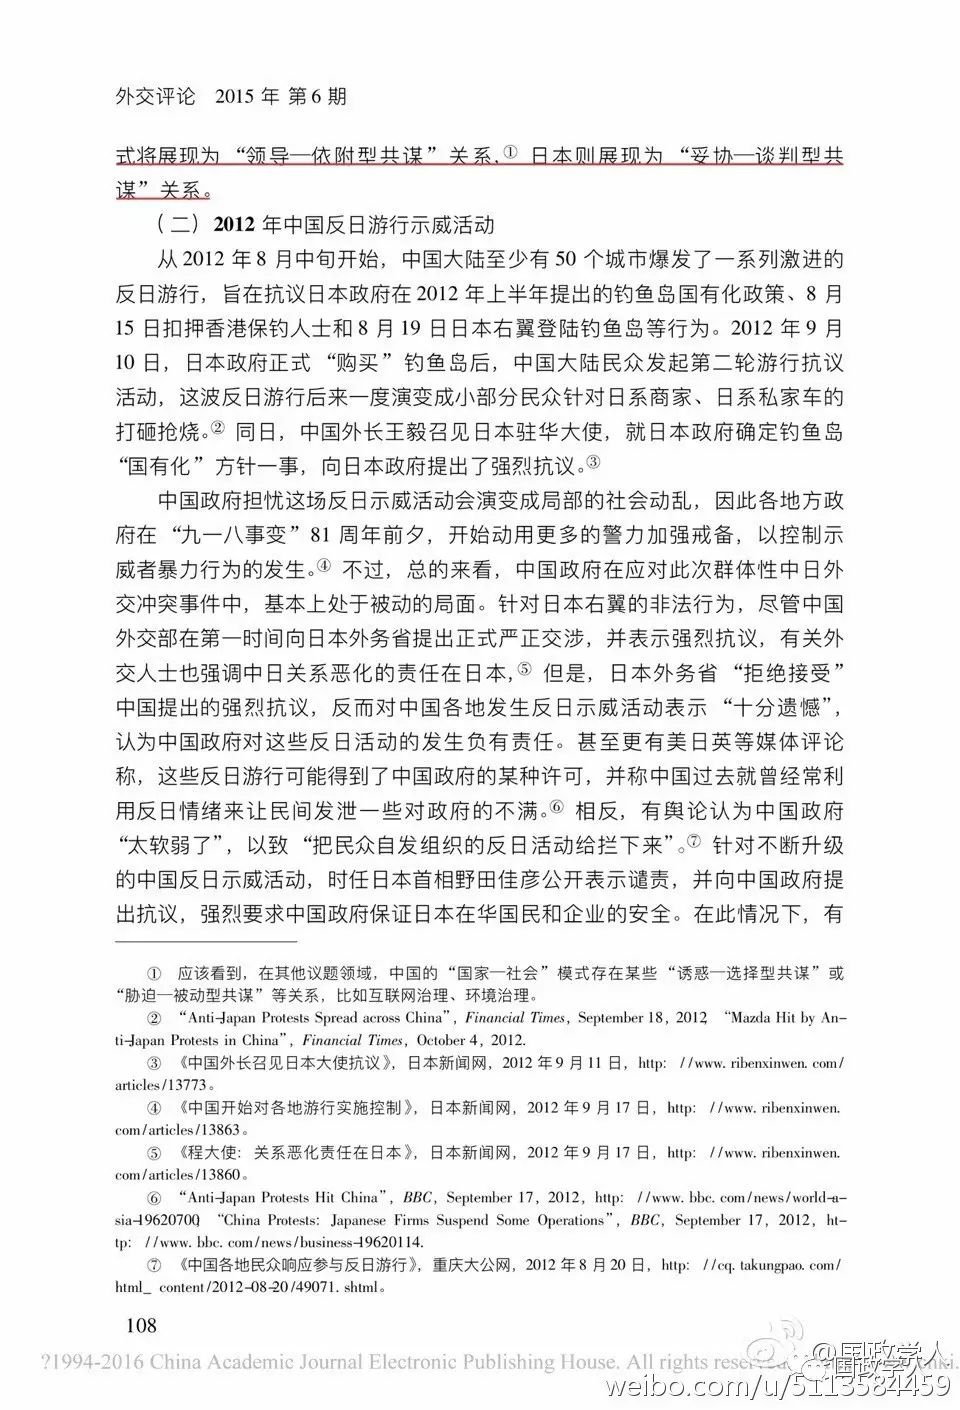 外交评论 2015 年 第 6 期
式将展现为“领导—依附型共谋”关系,① 日本则展现为“妥协—谈判型共
谋”关系。
（二）2012 年中国反日游行示威活动
从 2012 年 8 月中旬开始，中国大陆至少有 50 个城市爆发了一系列激进的
反日游行，旨在抗议日本政府在 2012 年上半年提出的钓鱼岛国有化政策、8 月
15 日扣押香港保钓人士和 8 月 19 日日本右翼登陆钓鱼岛等行为。2012 年 9 月
10 日，日本政府正式“购买”钓鱼岛后，中国大陆民众发起第二轮游行抗议
活动，这波反日游行后来一度演变成小部分民众针对日系商家、日系私家车的
打砸抢烧。② 同日，中国外长王毅召见日本驻华大使，就日本政府确定钓鱼岛
“国有化”方针一事，向日本政府提出了强烈抗议。③
中国政府担忧这场反日示威活动会演变成局部的社会动乱，因此各地方政
府在“九一八事变”81 周年前夕，开始动用更多的警力加强戒备，以控制示
威者暴力行为的发生。④ 不过，总的来看，中国政府在应对此次群体性中日外
交冲突事件中，基本上处于被动的局面。针对日本右翼的非法行为，尽管中国
外交部在第一时间向日本外务省提出正式严正交涉，并表示强烈抗议，有关外
交人士也强调中日关系恶化的责任在日本,⑤ 但是，日本外务省“拒绝接受”
中国提出的强烈抗议，反而对中国各地发生反日示威活动表示“十分遗憾”，
认为中国政府对这些反日活动的发生负有责任。甚至更有美日英等媒体评论
称，这些反日游行可能得到了中国政府的某种许可，并称中国过去就曾经常利
用反日情绪来让民间发泄一些对政府的不满。⑥ 相反，有舆论认为中国政府
“太软弱了”，以致“把民众自发组织的反日活动给拦下来”。⑦ 针对不断升级
的中国反日示威活动，时任日本首相野田佳彦公开表示谴责，并向中国政府提
出抗议，强烈要求中国政府保证日本在华国民和企业的安全。在此情况下，有
① 应该看到，在其他议题领域，中国的“国家—社会”模式存在某些“诱惑—选择型共谋”或
“胁迫—被动型共谋”等关系，比如互联网治理、环境治理。
② “Anti-Japan Protests Spread across China”, Financial Times, September 18, 2012, “Mazda Hit by An-
ti-Japan Protests in China”, Financial Times, October 4, 2012.
③ 《中国外长召见日本大使抗议》，日本新闻网，2012 年 9 月 11 日，http: //www. ribenxinwen. com/
articles/13773。
④ 《中国开始对各地游行实施控制》，日本新闻网，2012 年 9 月 17 日，http: //www. ribenxinwen.
com/articles/13863。
⑤ 《程大使：关系恶化责任在日本》，日本新闻网，2012 年 9 月 17 日，http: //www. ribenxinwen.
com/articles/13860。
⑥ “Anti-Japan Protests Hit China”, BBC, September 17, 2012, http: //www. bbc. com/news/world-a-
sia-19620700; “China Protests: Japanese Firms Suspend Some Operations”, BBC, September 17, 2012, ht-
tp: //www. bbc. com/news/business-19620114.
⑦ 《中国各地民众响应参与反日游行》，重庆大公网，2012 年 8 月 20 日，http: //cq. takungpao. com/
html_ content/2012-08-20/49071. shtml。
108
?1994-2016 China Academic Journal Electronic Publishing House. All rights reserved.
@国政学人
国政学人
weibo.com/u/5113584459